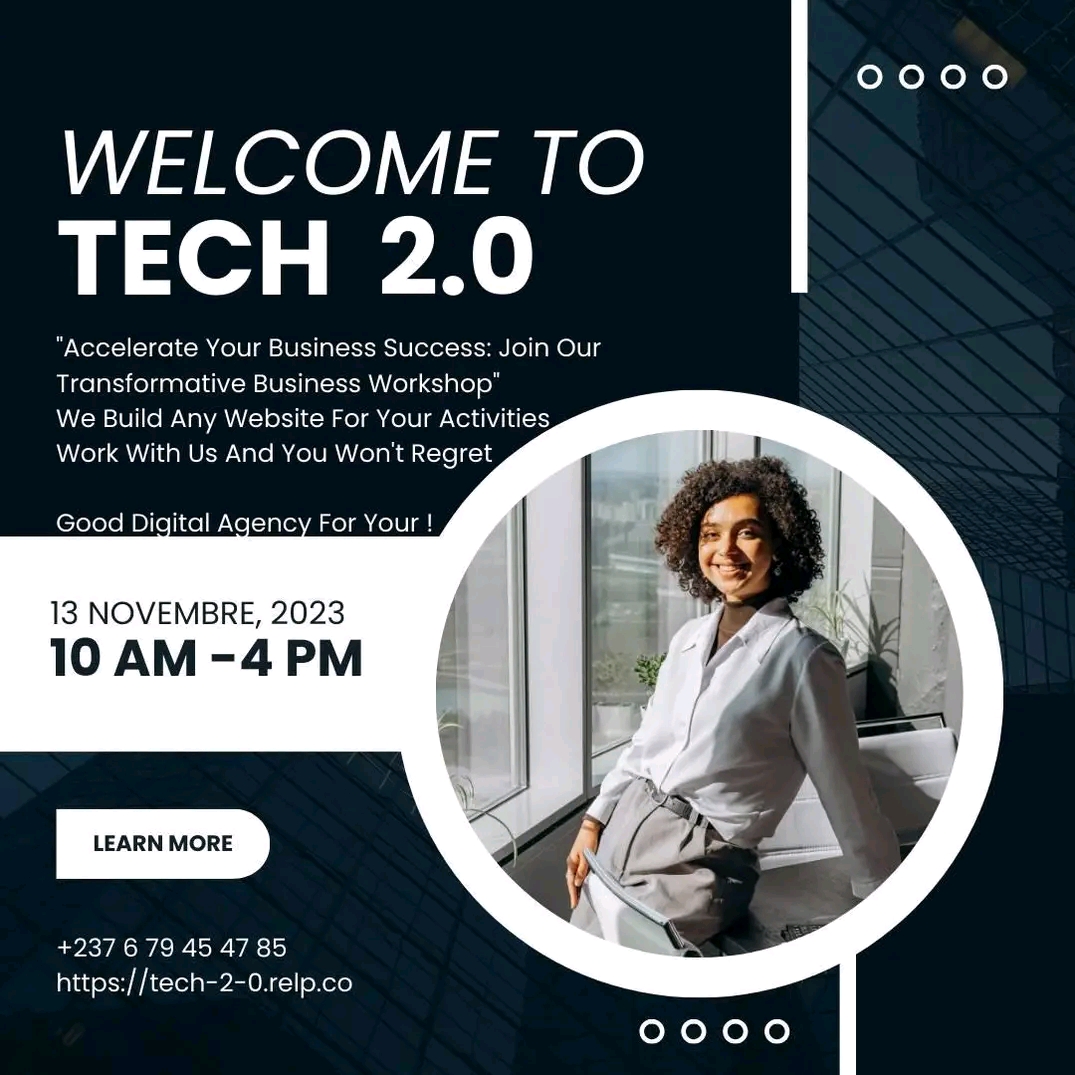 WELCOME TO
TECH 2.0
"Accelerate Your Business Success: Join Our
Transformative Business Workshop"
We Build Any Website For Your Activities
Work With Us And You Won't Regret
Good Digital Agency For Your !
13 NOVEMBRE, 2023
10 AM -4 PM
LEARN MORE
+237 6 79 45 47 85
https://tech-2-0.relp.co